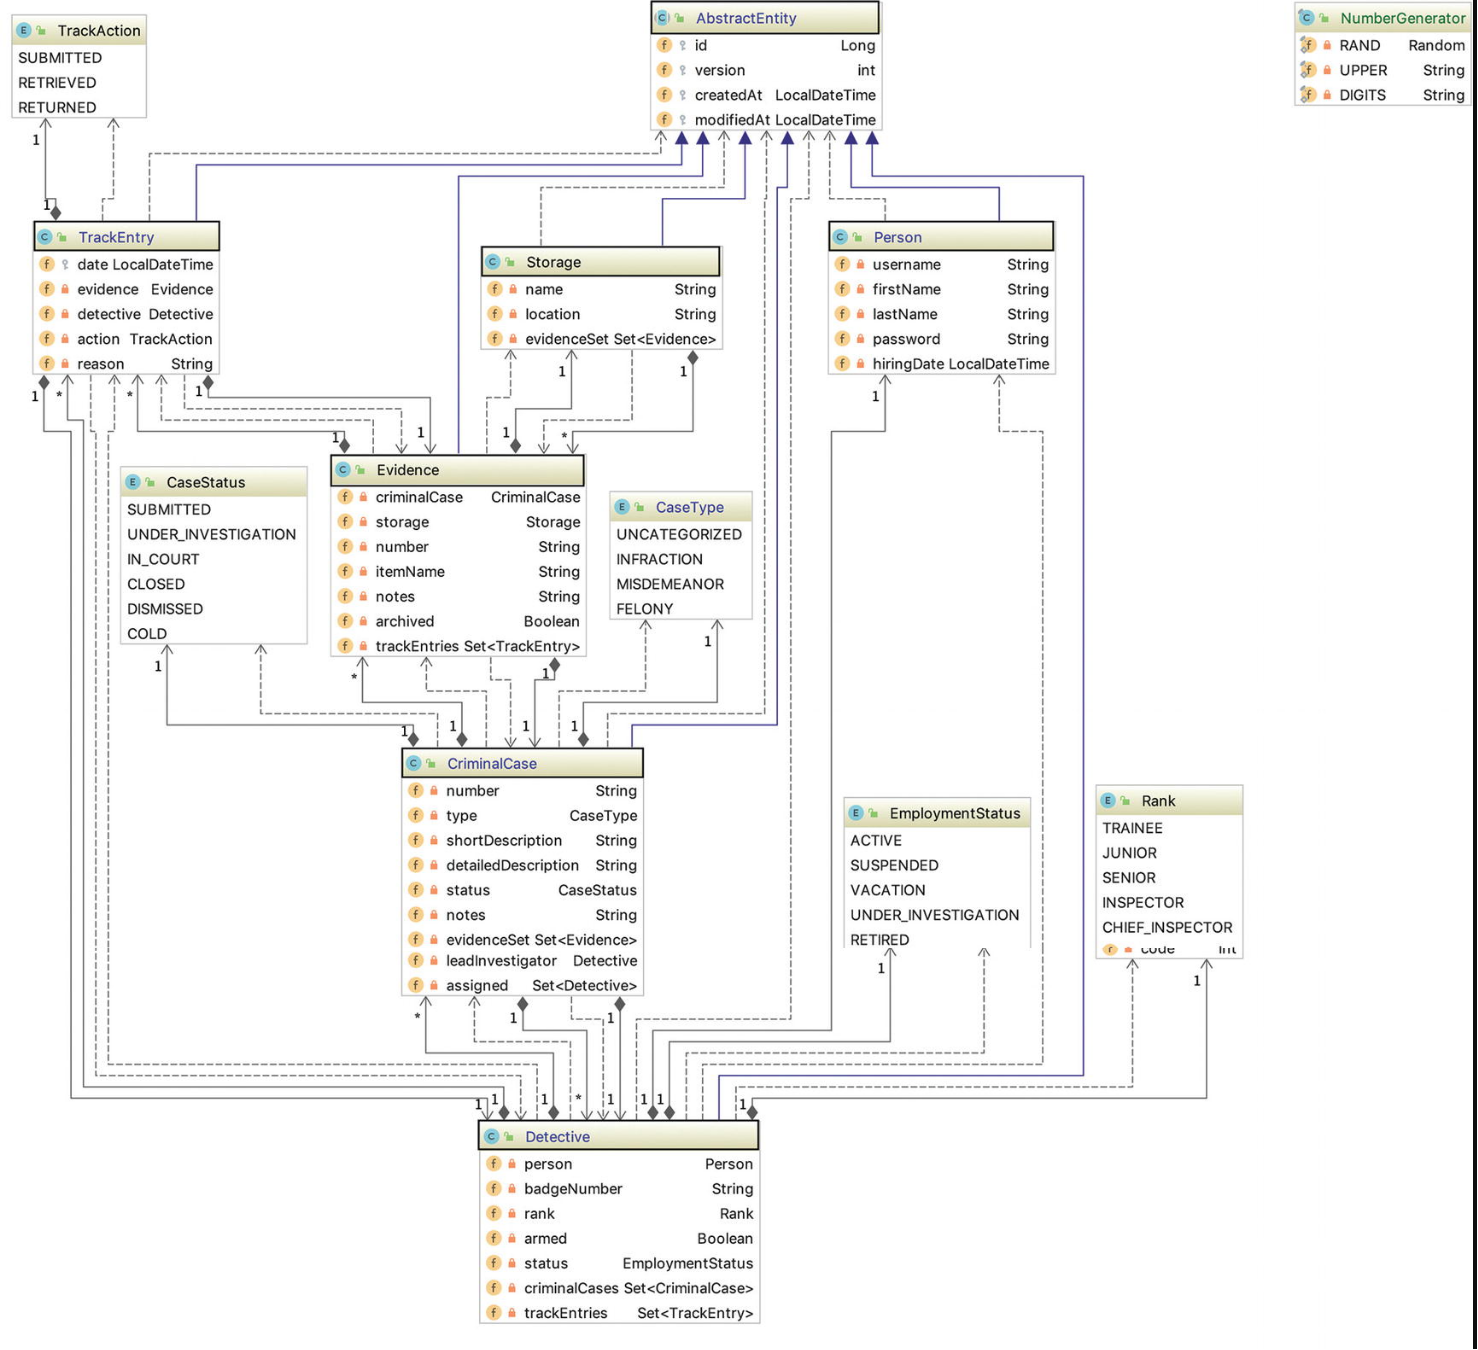 TrackAction
SUBMITTED
RETRIEVED
RETURNED
AbstractEntity
id Long
version int
createdAt LocalDateTime
modifiedAt LocalDateTime
NumberGenerator
RAND Random
UPPER String
DIGITS String
1
1
TrackEntry
date LocalDateTime
evidence Evidence
detective Detective
action TrackAction
reason String
Storage
name String
location String
evidenceSet Set<Evidence>
Person
username String
firstName String
lastName String
password String
hiringDate LocalDateTime
1
*
*
1
1
1
1
1
1
*
1
CaseStatus
SUBMITTED
UNDER_INVESTIGATION
IN_COURT
CLOSED
DISMISSED
COLD
Evidence
criminalCase CriminalCase
storage Storage
number String
itemName String
notes String
archived Boolean
trackEntries Set<TrackEntry>
CaseType
UNCATEGORIZED
INFRACTION
MISDEMEANOR
FELONY
1
*
1
1
1
1
1
1
CriminalCase
number String
type CaseType
shortDescription String
detailedDescription String
status CaseStatus
notes String
evidenceSet Set<Evidence>
leadInvestigator Detective
assigned Set<Detective>
EmploymentStatus
ACTIVE
SUSPENDED
VACATION
UNDER_INVESTIGATION
RETIRED
Rank
TRAINEE
JUNIOR
SENIOR
INSPECTOR
CHIEF_INSPECTOR
code int
*
1
1
1
1
1
1
1
*
1
1
1
1
Detective
person Person
badgeNumber String
rank Rank
armed Boolean
status EmploymentStatus
criminalCases Set<CriminalCase>
trackEntries Set<TrackEntry>